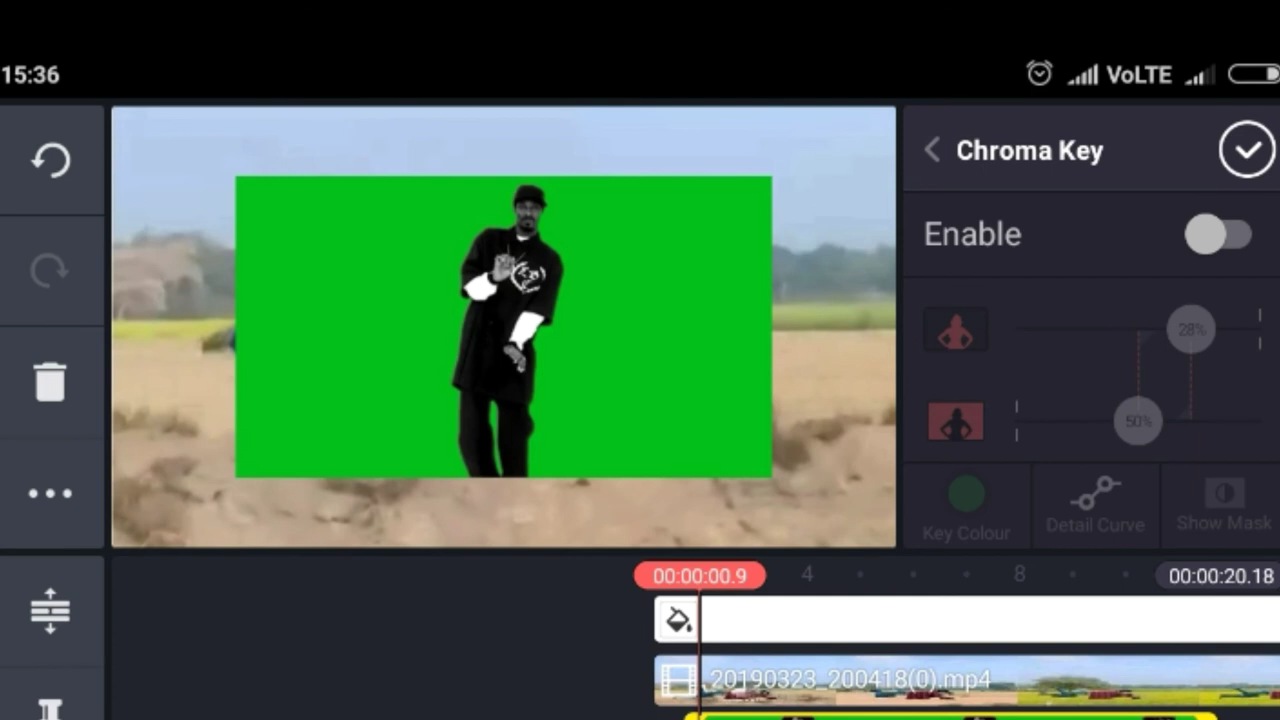 15:36
VoLTE
Chroma Key
Enable
28%
50%
Key Colour
Detail Curve
Show Mask
00:00:00.9
4
8
00:00:20.18
20190323_200418(0).mp4